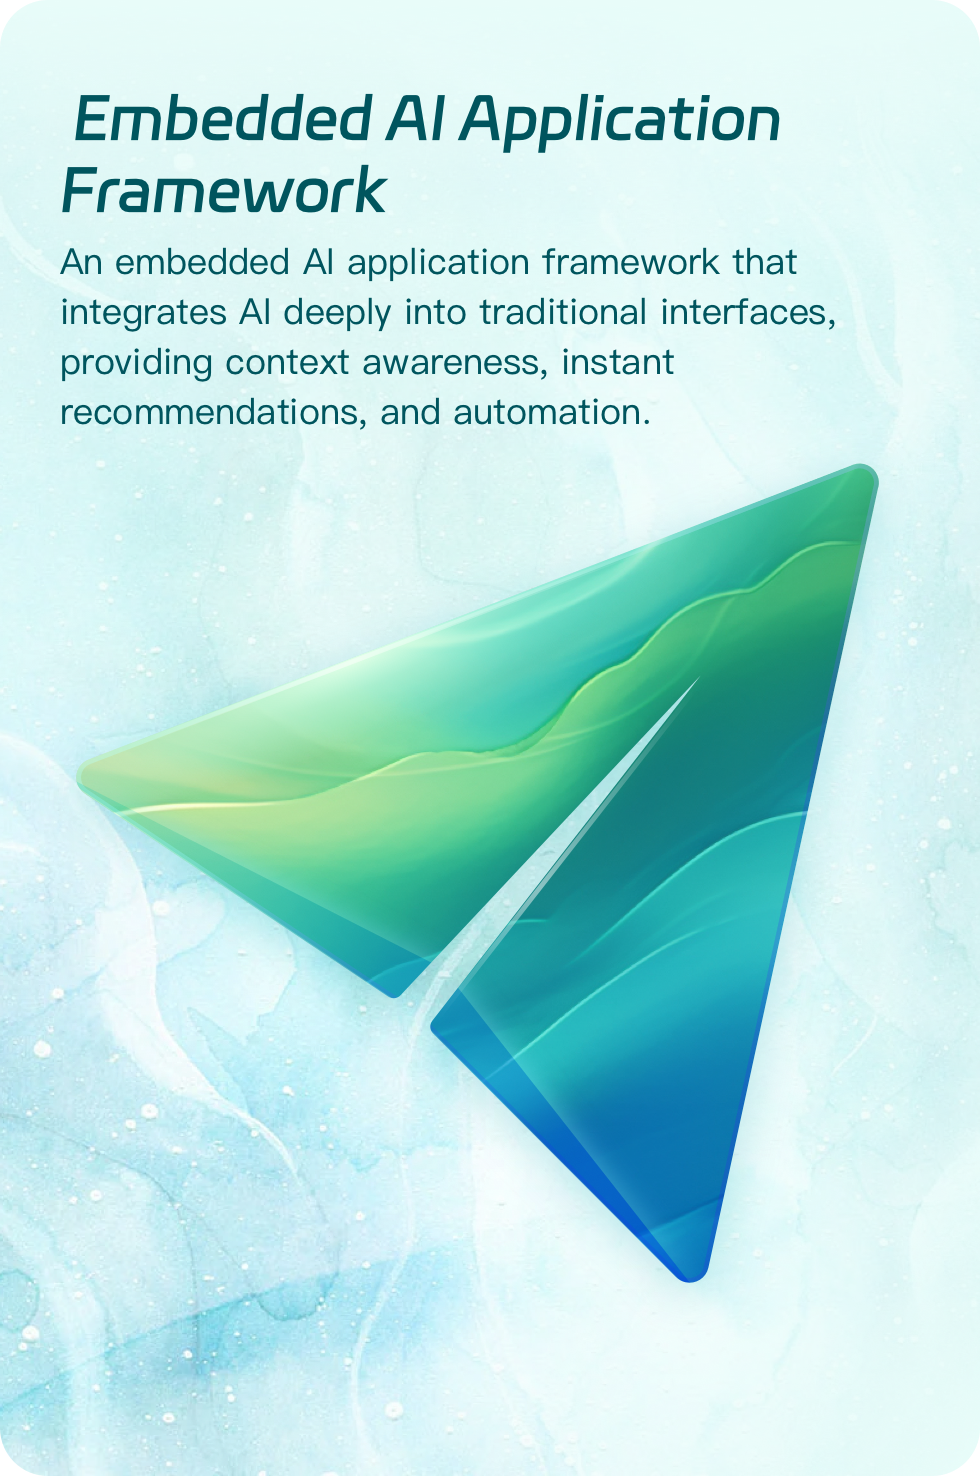 Embedded AI Application
Framework
An embedded AI application framework that
integrates AI deeply into traditional interfaces,
providing context awareness, instant
recommendations, and automation.